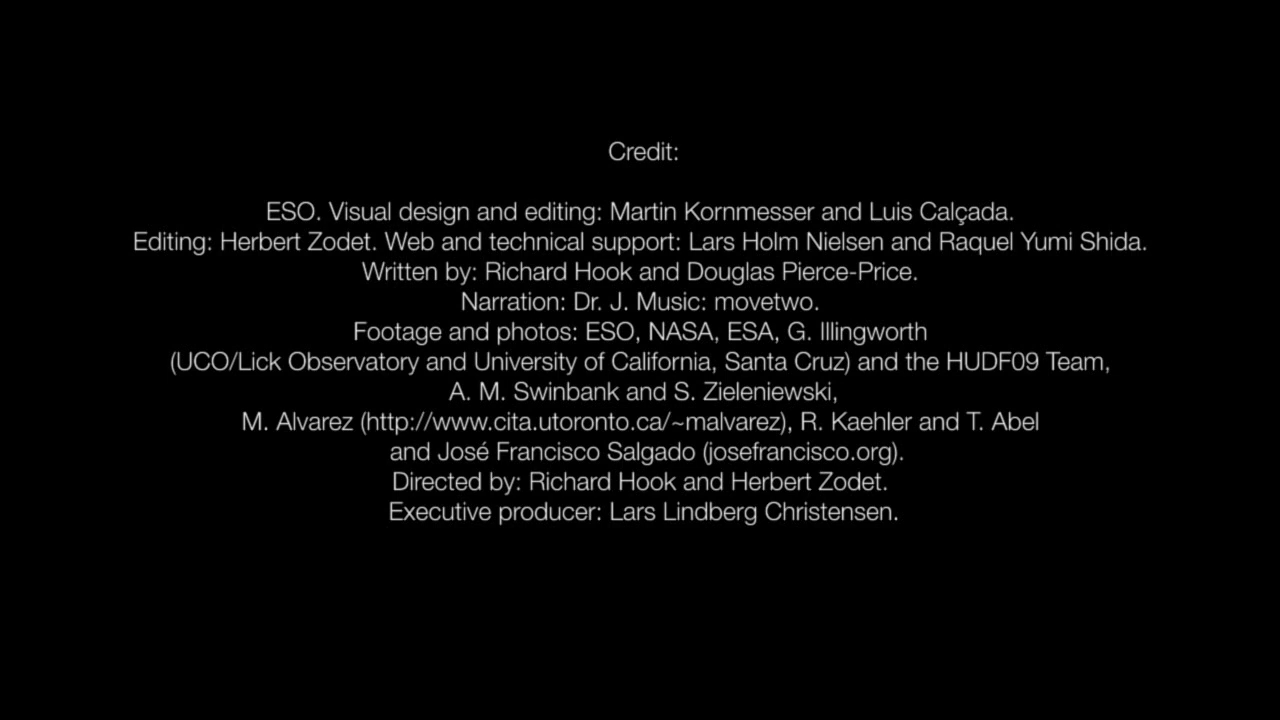 Credit:
ESO. Visual design and editing: Martin Kornmesser and Luis Calçada.
Editing: Herbert Zodet. Web and technical support: Lars Holm Nielsen and Raquel Yumi Shida.
Written by: Richard Hook and Douglas Pierce-Price.
Narration: Dr. J. Music: movetwo.
Footage and photos: ESO, NASA, ESA, G. Illingworth
(UCO/Lick Observatory and University of California, Santa Cruz) and the HUDF09 Team,
A. M. Swinbank and S. Zieleniewski,
M. Alvarez (http://www.cita.utoronto.ca/~malvarez), R. Kaehler and T. Abel
and José Francisco Salgado (josefrancisco.org).
Directed by: Richard Hook and Herbert Zodet.
Executive producer: Lars Lindberg Christensen.